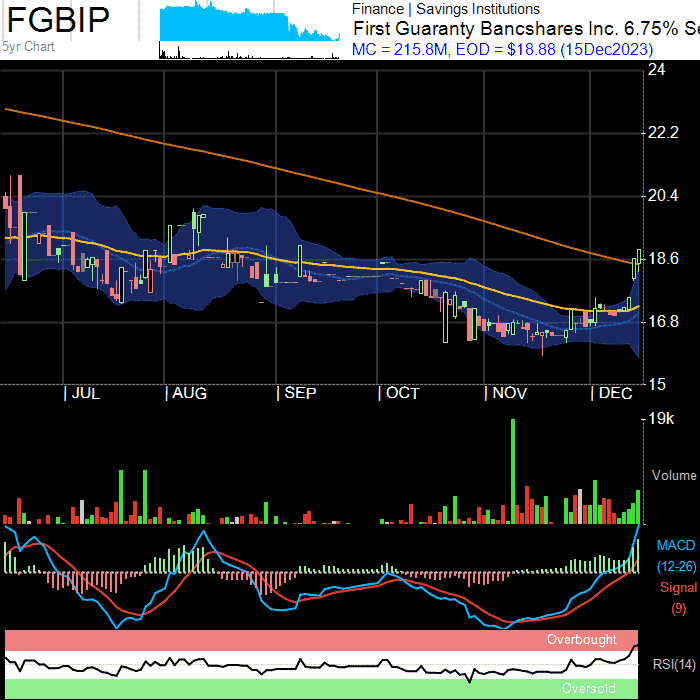 FGBIP
5yr Chart
Finance | Savings Institutions
First Guaranty Bancshares Inc. 6.75% Se
MC = 215.8M, EOD = $18.88 (15Dec2023)
24
22.2
20.4
18.6
16.8
15
| JUL
| AUG
| SEP
| OCT
| NOV
| DEC
19k
Volume
MACD
(12-26)
Signal
(9)
Overbought
RSI(14)
Oversold